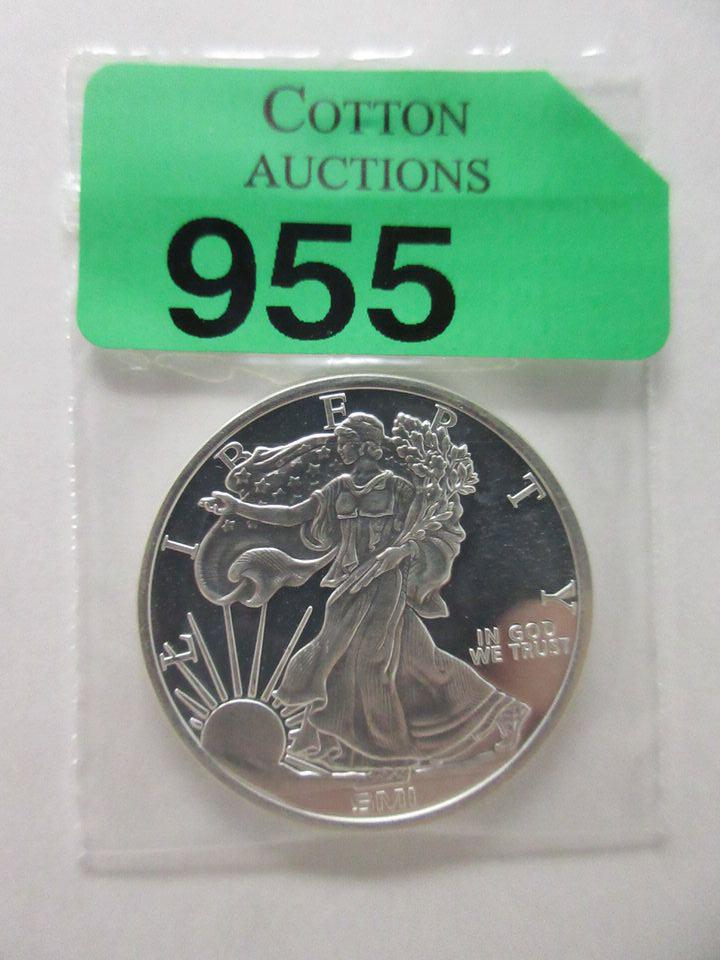 COTTON
AUCTIONS
955
LIBERTY
IN GOD
WE TRUST
SMI